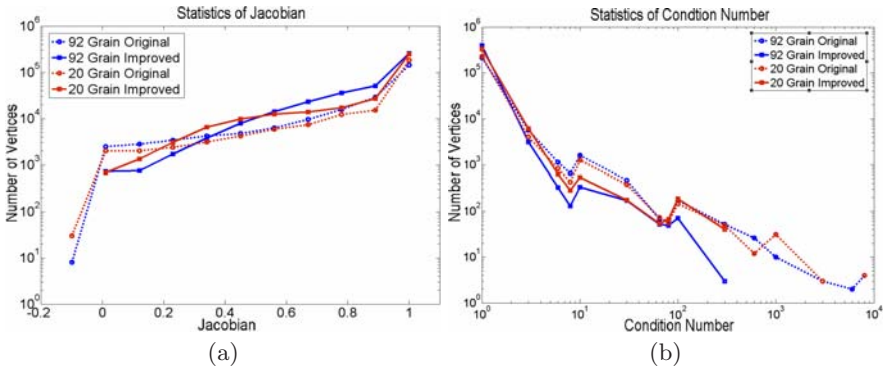 Statistics of Jacobian
Number of Vertices
10^6
10^5
10^4
10^3
10^2
10^1
10^0
92 Grain Original
92 Grain Improved
20 Grain Original
20 Grain Improved
-0.2 0 0.2 0.4 0.6 0.8 1
Jacobian
(a)
Statistics of Condtion Number
Number of Vertices
10^6
10^5
10^4
10^3
10^2
10^1
10^0
92 Grain Original
92 Grain Improved
20 Grain Original
20 Grain Improved
10^0 10^1 10^2 10^3 10^4
Condition Number
(b)